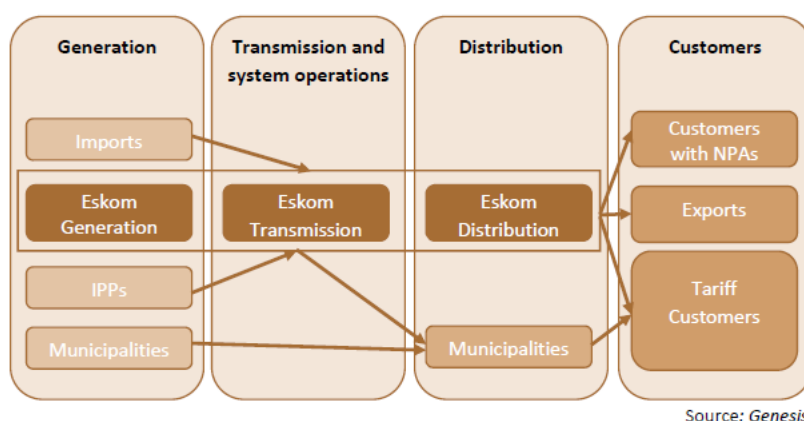 Generation
Transmission and
system operations
Distribution
Customers
Imports
Customers
with NPAs
Eskom
Generation
Eskom
Transmission
Eskom
Distribution
Exports
IPPs
Tariff
Customers
Municipalities
Municipalities
Source: Genesis